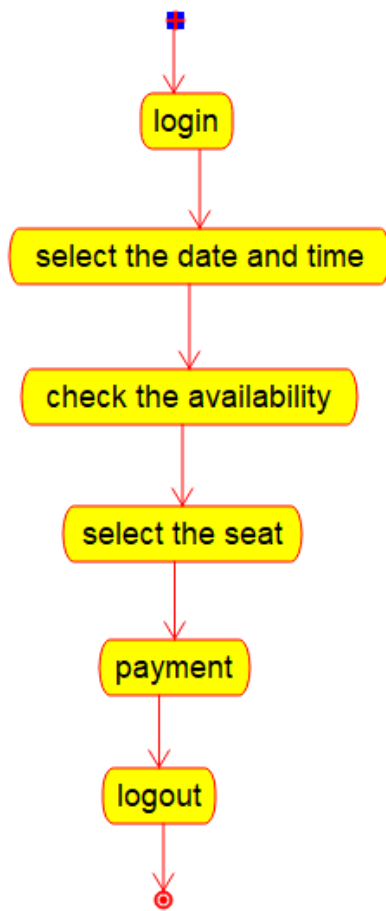 login
select the date and time
check the availability
select the seat
payment
logout